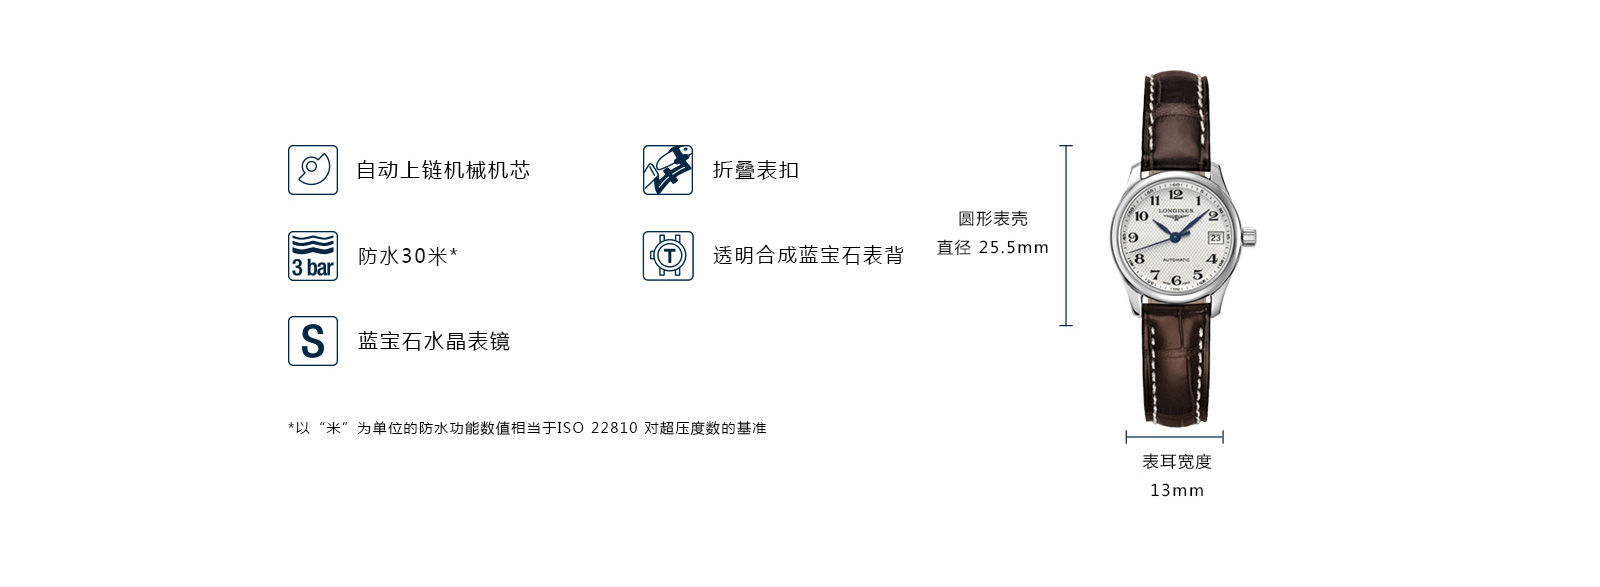 自动上链机械机芯
折叠表扣
3 bar
防水30米*
T
透明合成蓝宝石表背
S
蓝宝石水晶表镜
*以“米”为单位的防水功能数值相当于ISO 22810 对超压度数的基准
圆形表壳
直径 25.5mm
12
11 1
LONGINES
10 2
9 23
8 4
AUTOMATIC
7 5
6
表耳宽度
13mm